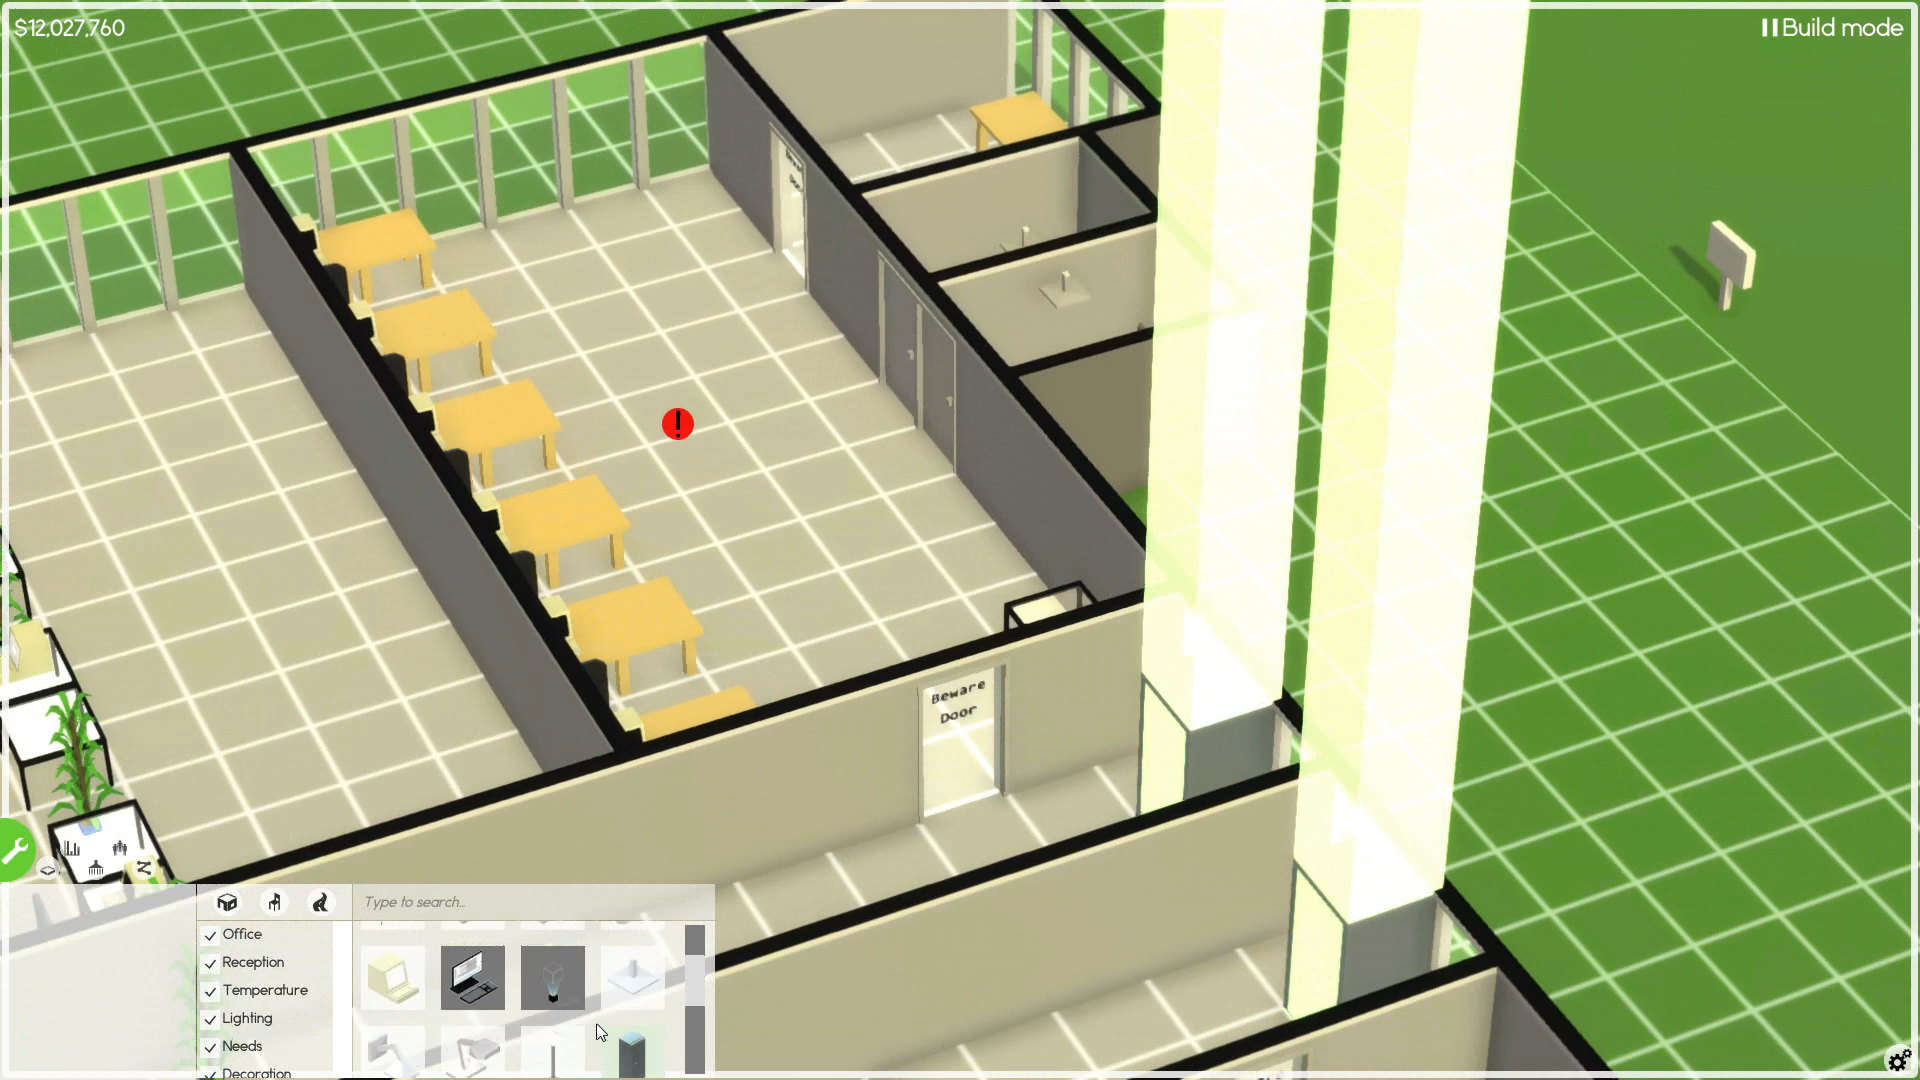 $12,027,760
Build mode
Beware
Door
Type to search...
Office
Reception
Temperature
Lighting
Needs
Decoration